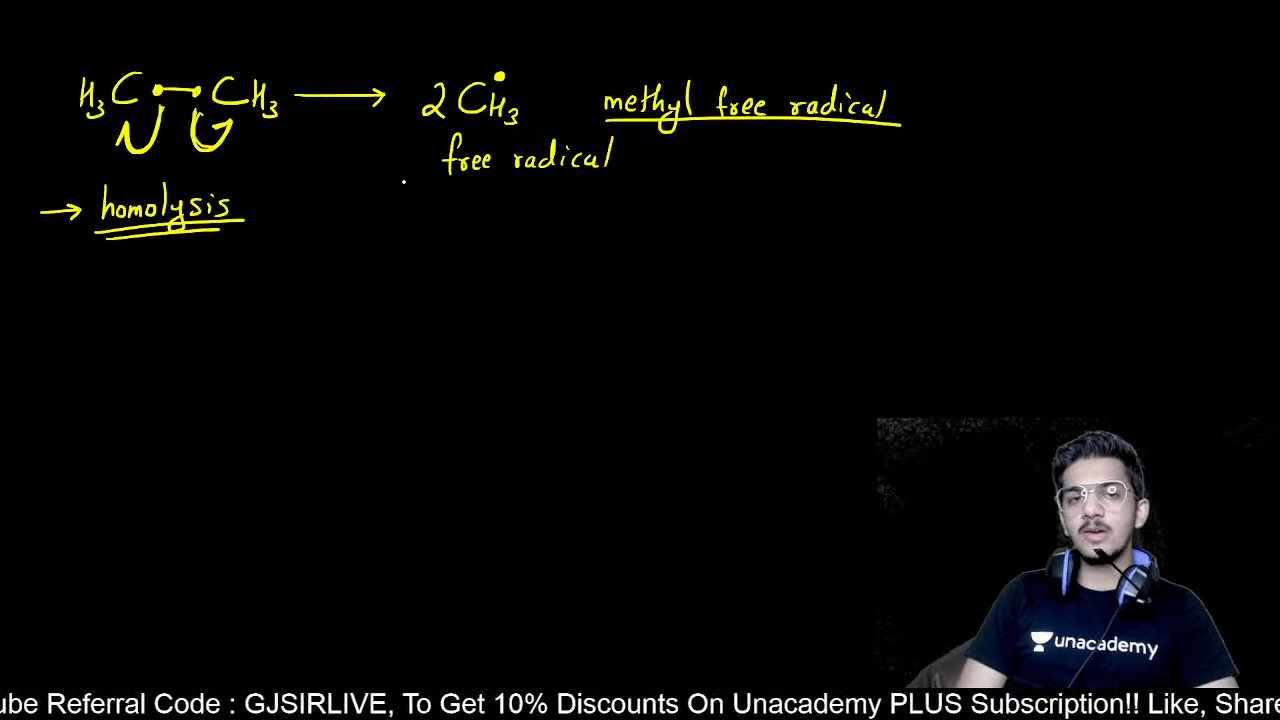 H3C — CH3 ⟶ 2 ĊH3 methyl free radical
free radical
→ homolysis
unacademy
ube Referral Code : GJSIRLIVE, To Get 10% Discounts On Unacademy PLUS Subscription!! Like, Share